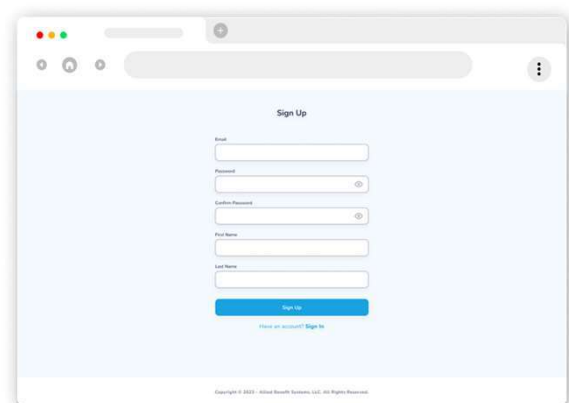 Sign Up
Email
Password
Confirm Password
First Name
Last Name
Sign Up
Have an account? Sign In
Copyright © 2023 - Allied Benefit Systems, LLC. All Rights Reserved.